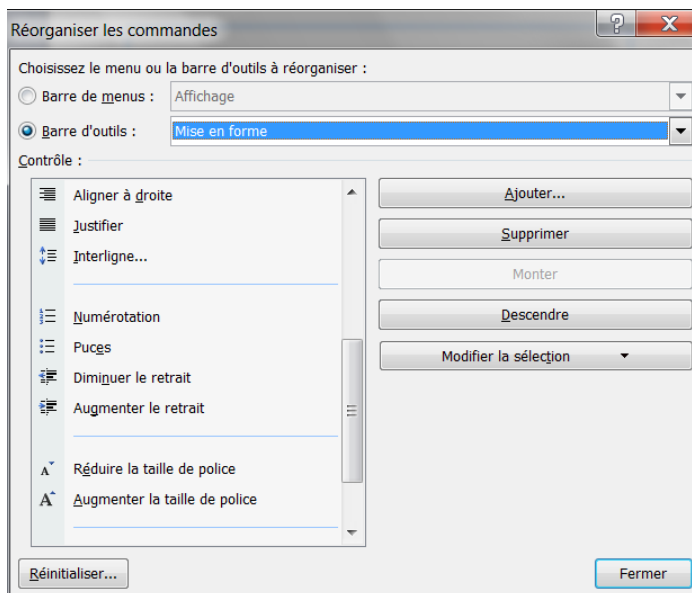 Réorganiser les commandes
Choisissez le menu ou la barre d'outils à réorganiser :
Barre de menus : Affichage
Barre d'outils : Mise en forme
Contrôle :
Aligner à droite
Justifier
Interligne...
Numérotation
Puces
Diminuer le retrait
Augmenter le retrait
Réduire la taille de police
Augmenter la taille de police
Ajouter...
Supprimer
Monter
Descendre
Modifier la sélection
Réinitialiser...
Fermer